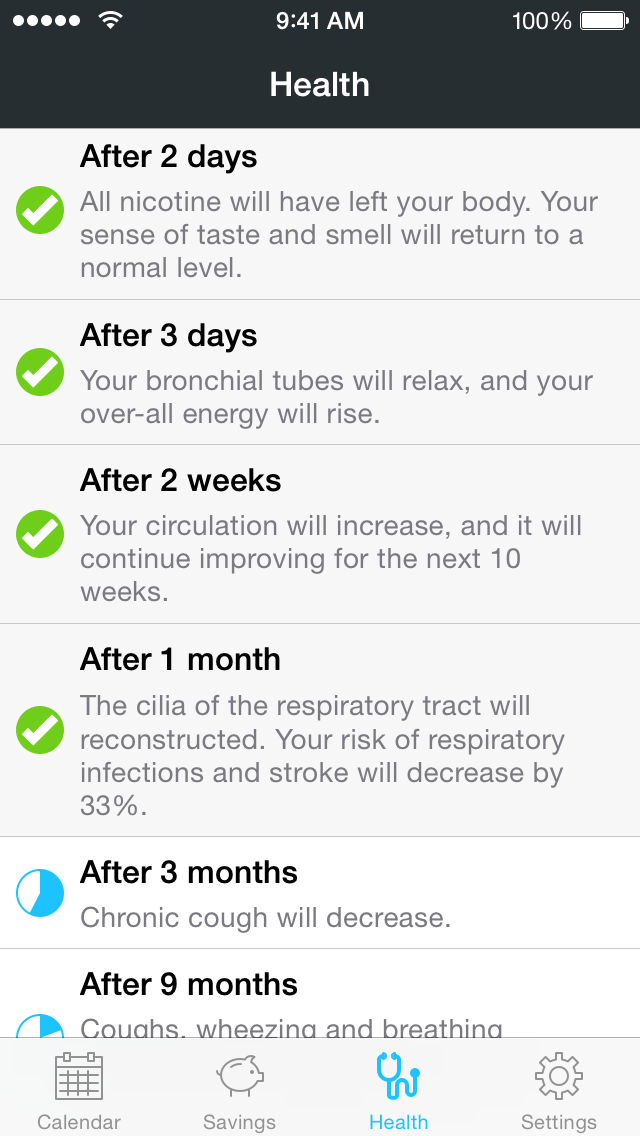 9:41 AM 100%
Health
After 2 days
All nicotine will have left your body. Your
sense of taste and smell will return to a
normal level.
After 3 days
Your bronchial tubes will relax, and your
over-all energy will rise.
After 2 weeks
Your circulation will increase, and it will
continue improving for the next 10
weeks.
After 1 month
The cilia of the respiratory tract will
reconstructed. Your risk of respiratory
infections and stroke will decrease by
33%.
After 3 months
Chronic cough will decrease.
After 9 months
Coughs, wheezing and breathing
Calendar Savings Health Settings